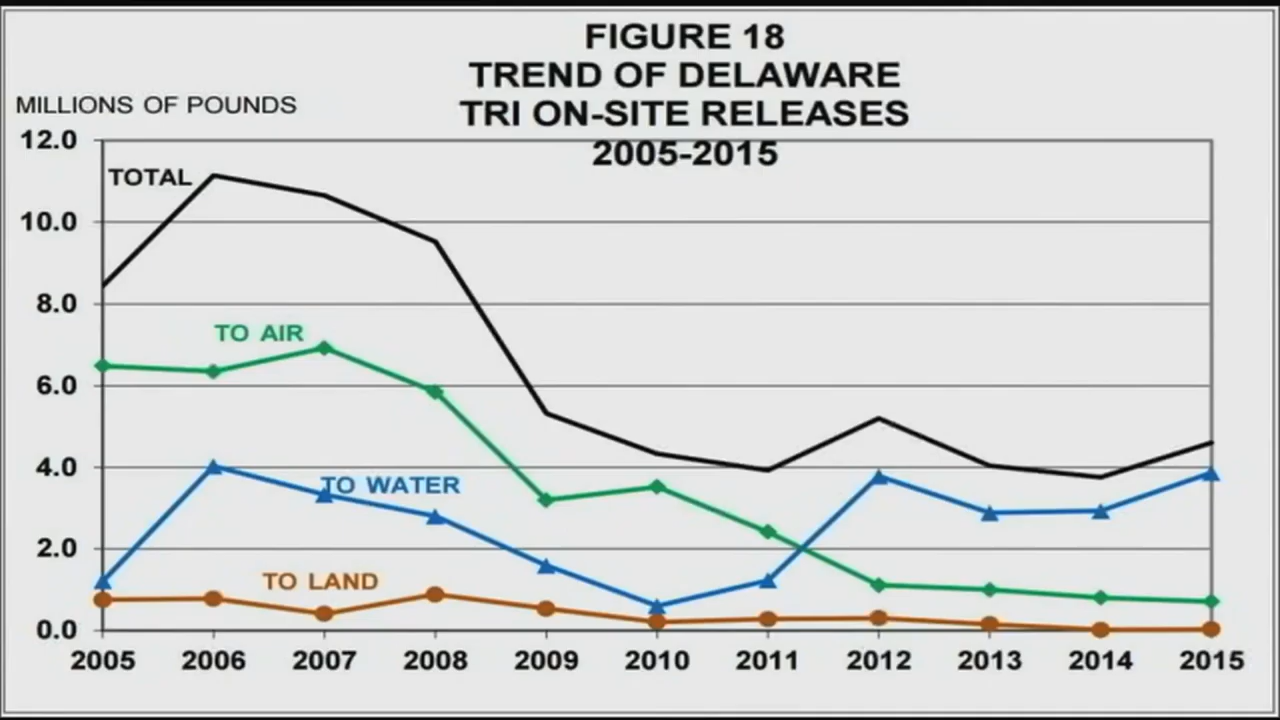 FIGURE 18
TREND OF DELAWARE
TRI ON-SITE RELEASES
2005-2015
MILLIONS OF POUNDS
12.0
10.0
8.0
6.0
4.0
2.0
0.0
TOTAL
TO AIR
TO WATER
TO LAND
2005 2006 2007 2008 2009 2010 2011 2012 2013 2014 2015